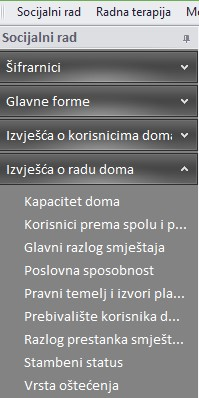 Socijalni rad Radna terapija
Socijalni rad
Šifrarnici
Glavne forme
Izvješća o korisnicima doma
Izvješća o radu doma
Kapacitet doma
Korisnici prema spolu i p...
Glavni razlog smještaja
Poslovna sposobnost
Pravni temelj i izvori pla...
Prebivalište korisnika d...
Razlog prestanka smješt...
Stambeni status
Vrsta oštećenja